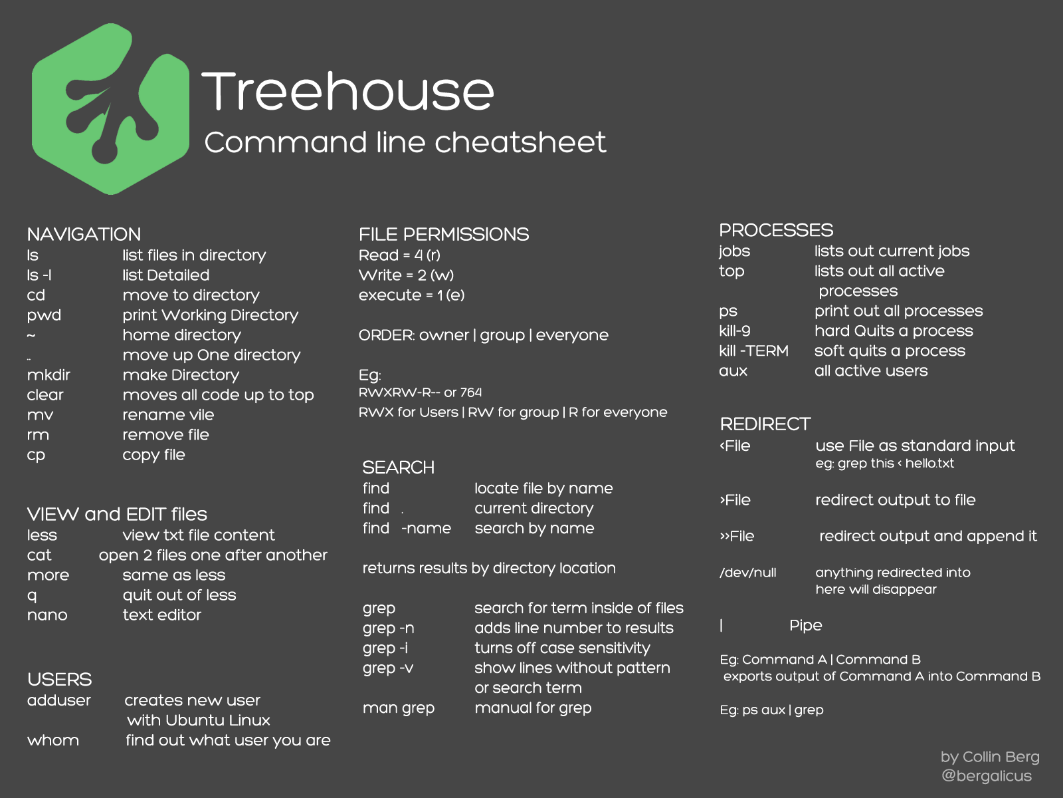 Treehouse
Command line cheatsheet
NAVIGATION
ls list files in directory
ls -l list Detailed
cd move to directory
pwd print Working Directory
~ home directory
.. move up One directory
mkdir make Directory
clear moves all code up to top
mv rename vile
rm remove file
cp copy file
VIEW and EDIT files
less view txt file content
cat open 2 files one after another
more same as less
q quit out of less
nano text editor
USERS
adduser creates new user
with Ubuntu Linux
whom find out what user you are
FILE PERMISSIONS
Read = 4 (r)
Write = 2 (w)
execute = 1 (e)
ORDER: owner | group | everyone
Eg:
RWXRW-R-- or 764
RWX for Users | RW for group | R for everyone
SEARCH
find locate file by name
find . current directory
find -name search by name
returns results by directory location
grep search for term inside of files
grep -n adds line number to results
grep -i turns off case sensitivity
grep -v show lines without pattern
or search term
man grep manual for grep
PROCESSES
jobs lists out current jobs
top lists out all active
processes
ps print out all processes
kill-9 hard Quits a process
kill -TERM soft quits a process
aux all active users
REDIRECT
<File use File as standard input
eg: grep this < hello.txt
>File redirect output to file
>>File redirect output and append it
/dev/null anything redirected into
here will disappear
| Pipe
Eg: Command A | Command B
exports output of Command A into Command B
Eg: ps aux | grep
by Collin Berg
@bergalicus